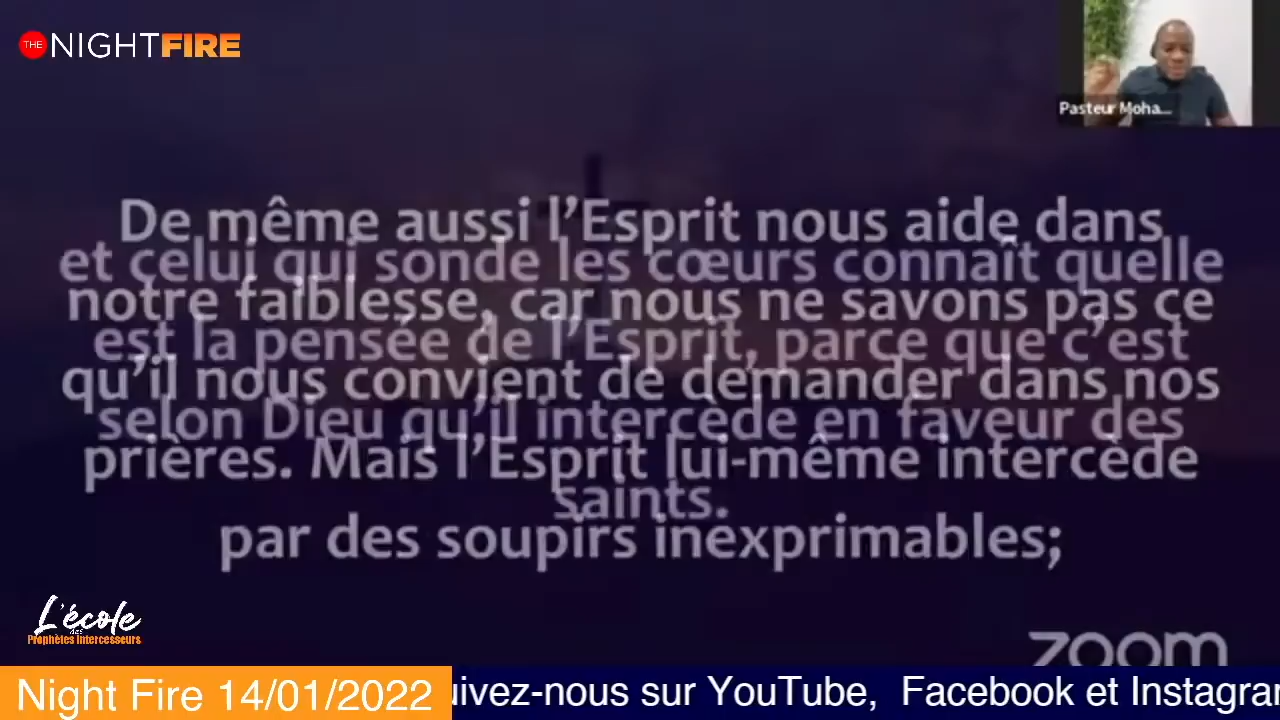 THE NIGHTFIRE
Pasteur Moha...
De même aussi l'Esprit nous aide dans
notre faiblesse, car nous ne savons pas ce
qu'il nous convient de demander dans nos
prières. Mais l'Esprit lui-même intercède
par des soupirs inexprimables;
et celui qui sonde les cœurs connaît quelle
est la pensée de l'Esprit, parce que c'est
selon Dieu qu'il intercède en faveur des
saints.
L'école
des
Prophètes Intercesseurs
zoom
Night Fire 14/01/2022
uivez-nous sur YouTube, Facebook et Instagram